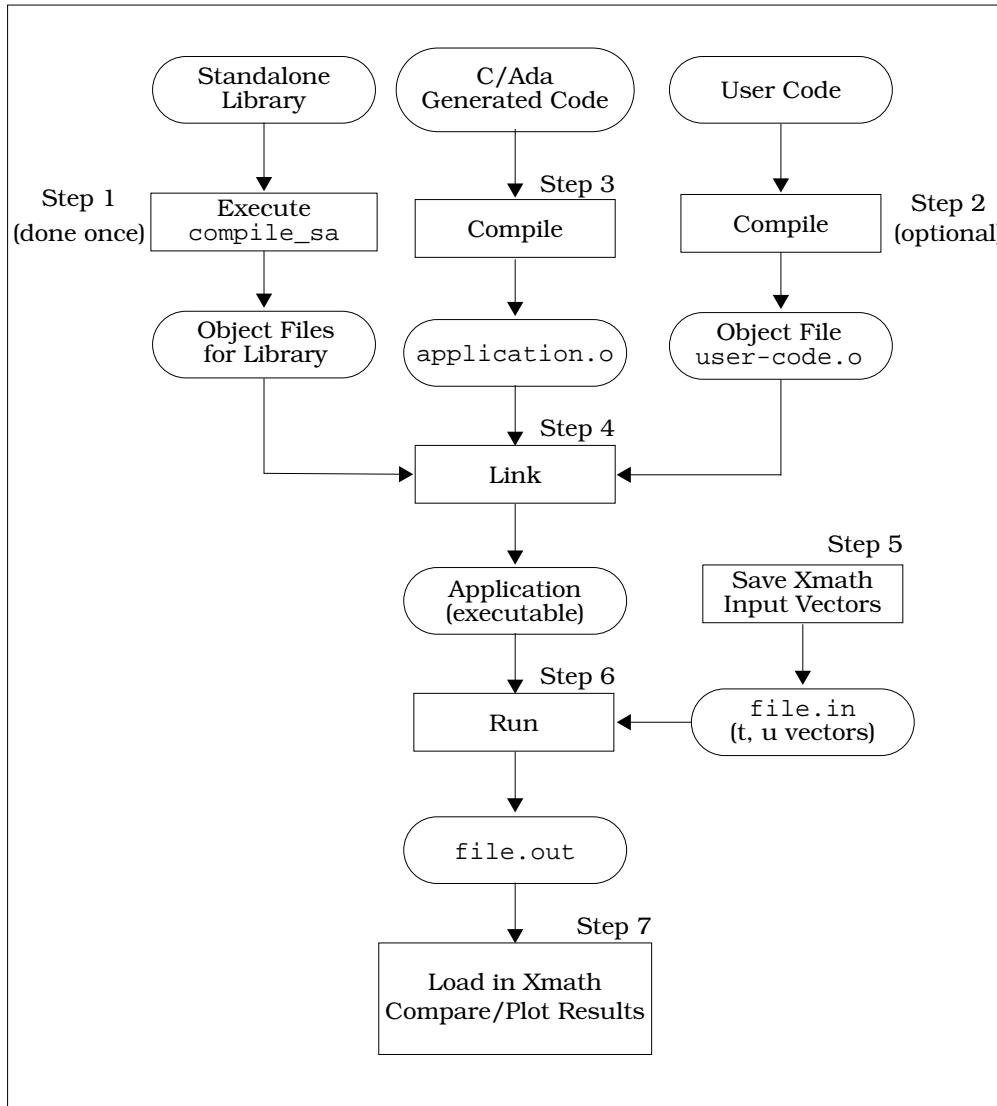 Standalone
Library
C/Ada
Generated Code
User Code
Step 1
(done once)
Execute
compile_sa
Step 3
Compile
Step 2
(optional)
Compile
Object Files
for Library
application.o
Object File
user-code.o
Step 4
Link
Application
(executable)
Step 5
Save Xmath
Input Vectors
Step 6
Run
file.in
(t, u vectors)
file.out
Step 7
Load in Xmath
Compare/Plot Results